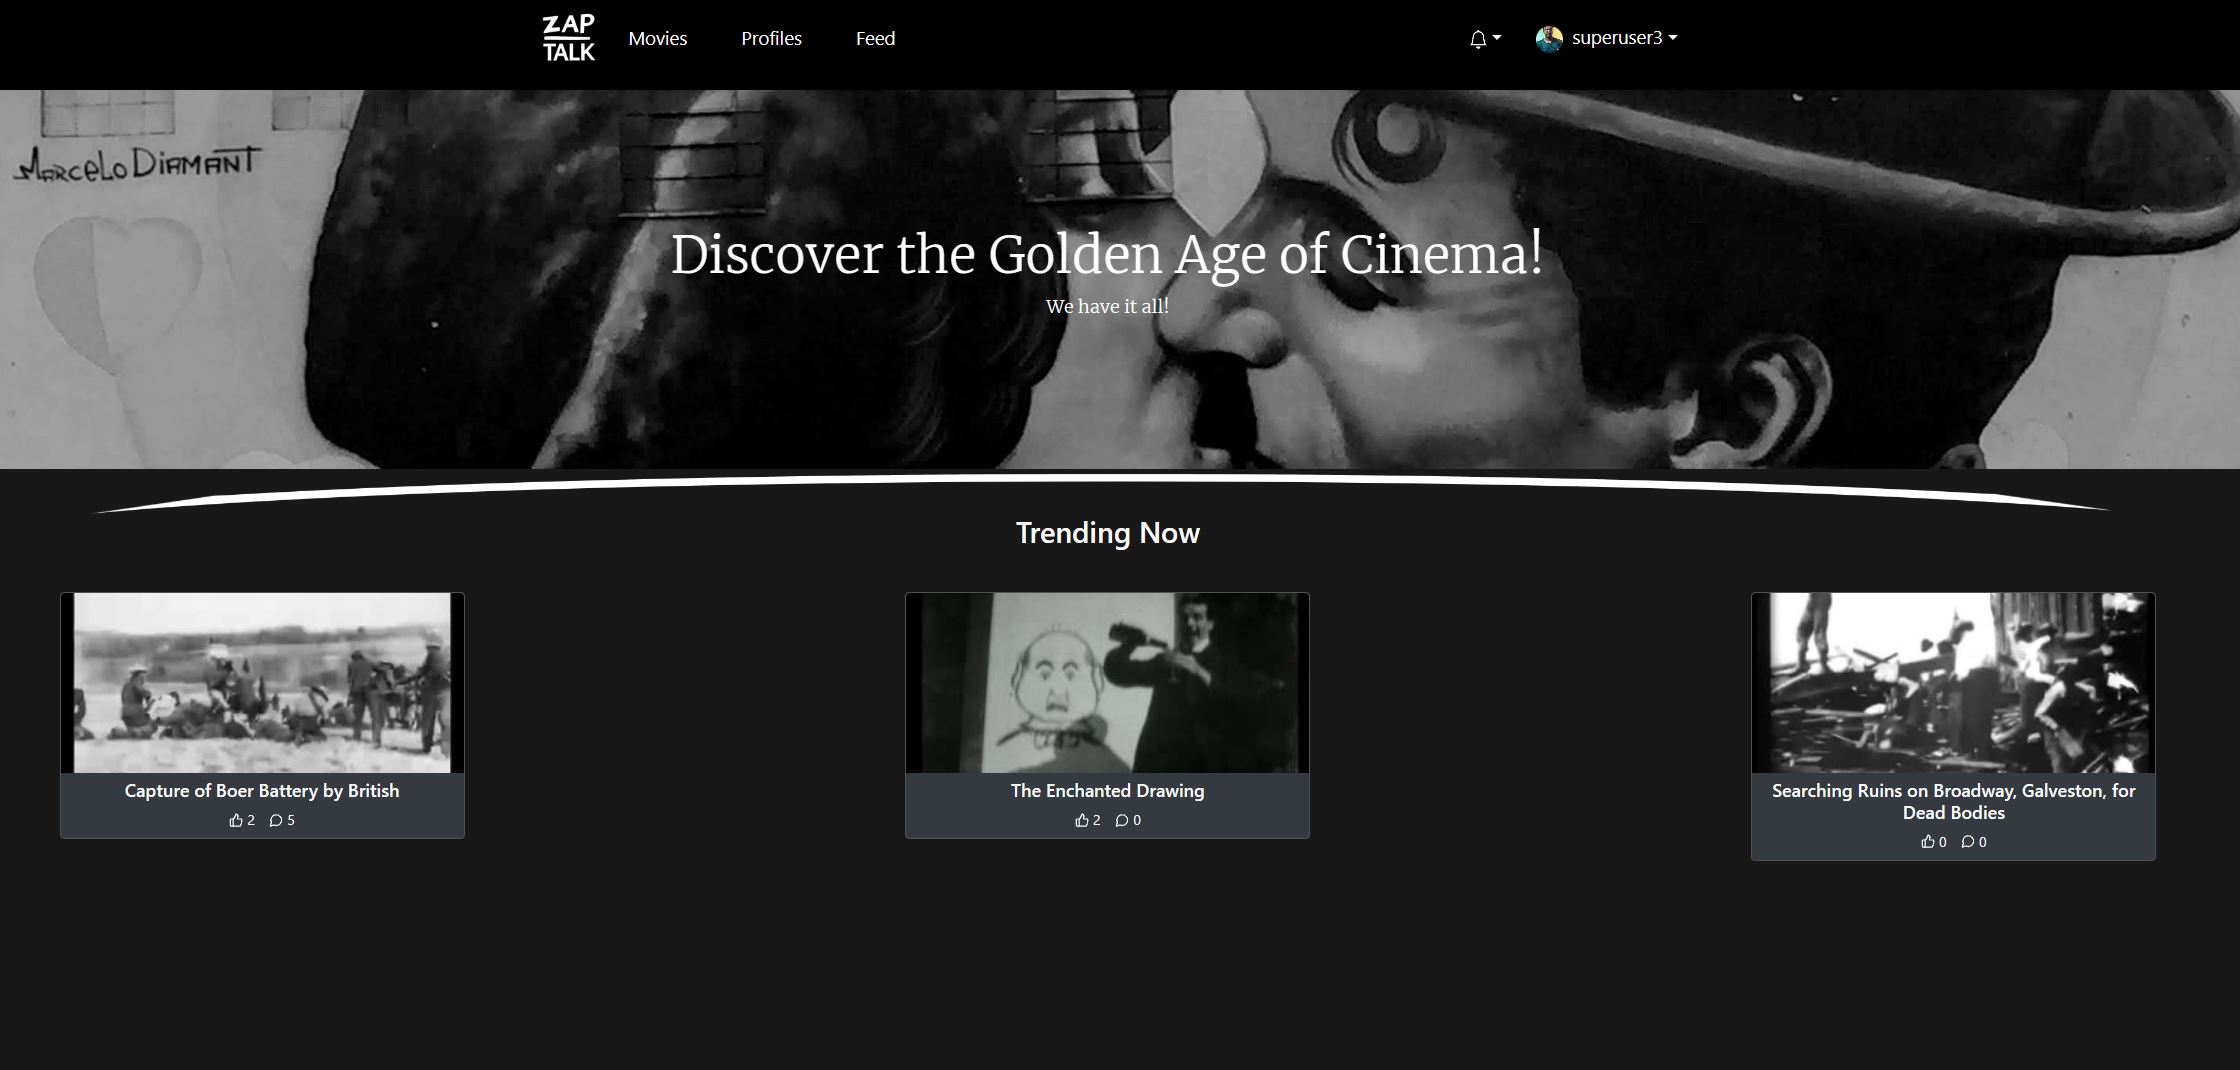 ZAP
TALK
Movies
Profiles
Feed
superuser3
MARCELO DIAMANT
Discover the Golden Age of Cinema!
We have it all!
Trending Now
Capture of Boer Battery by British
2 5
The Enchanted Drawing
2 0
Searching Ruins on Broadway, Galveston, for
Dead Bodies
0 0